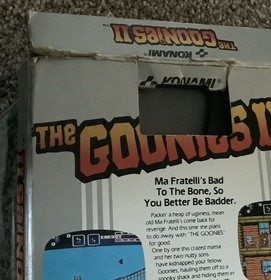 THE GOONIES II
KONAMI
KONAMI
THE GOONIES II
Ma Fratelli's Bad
To The Bone, So
You Better Be Badder.
Packin' a heap of ugliness, mean
old Ma Fratelli's come back for
revenge. And this time she plans
to do away with "THE GOONIES"
for good.
One by one this crazed mama
and her two nutty sons
have kidnapped your fellow
Goonies, hauling them off to a
spooky shack and hiding them in